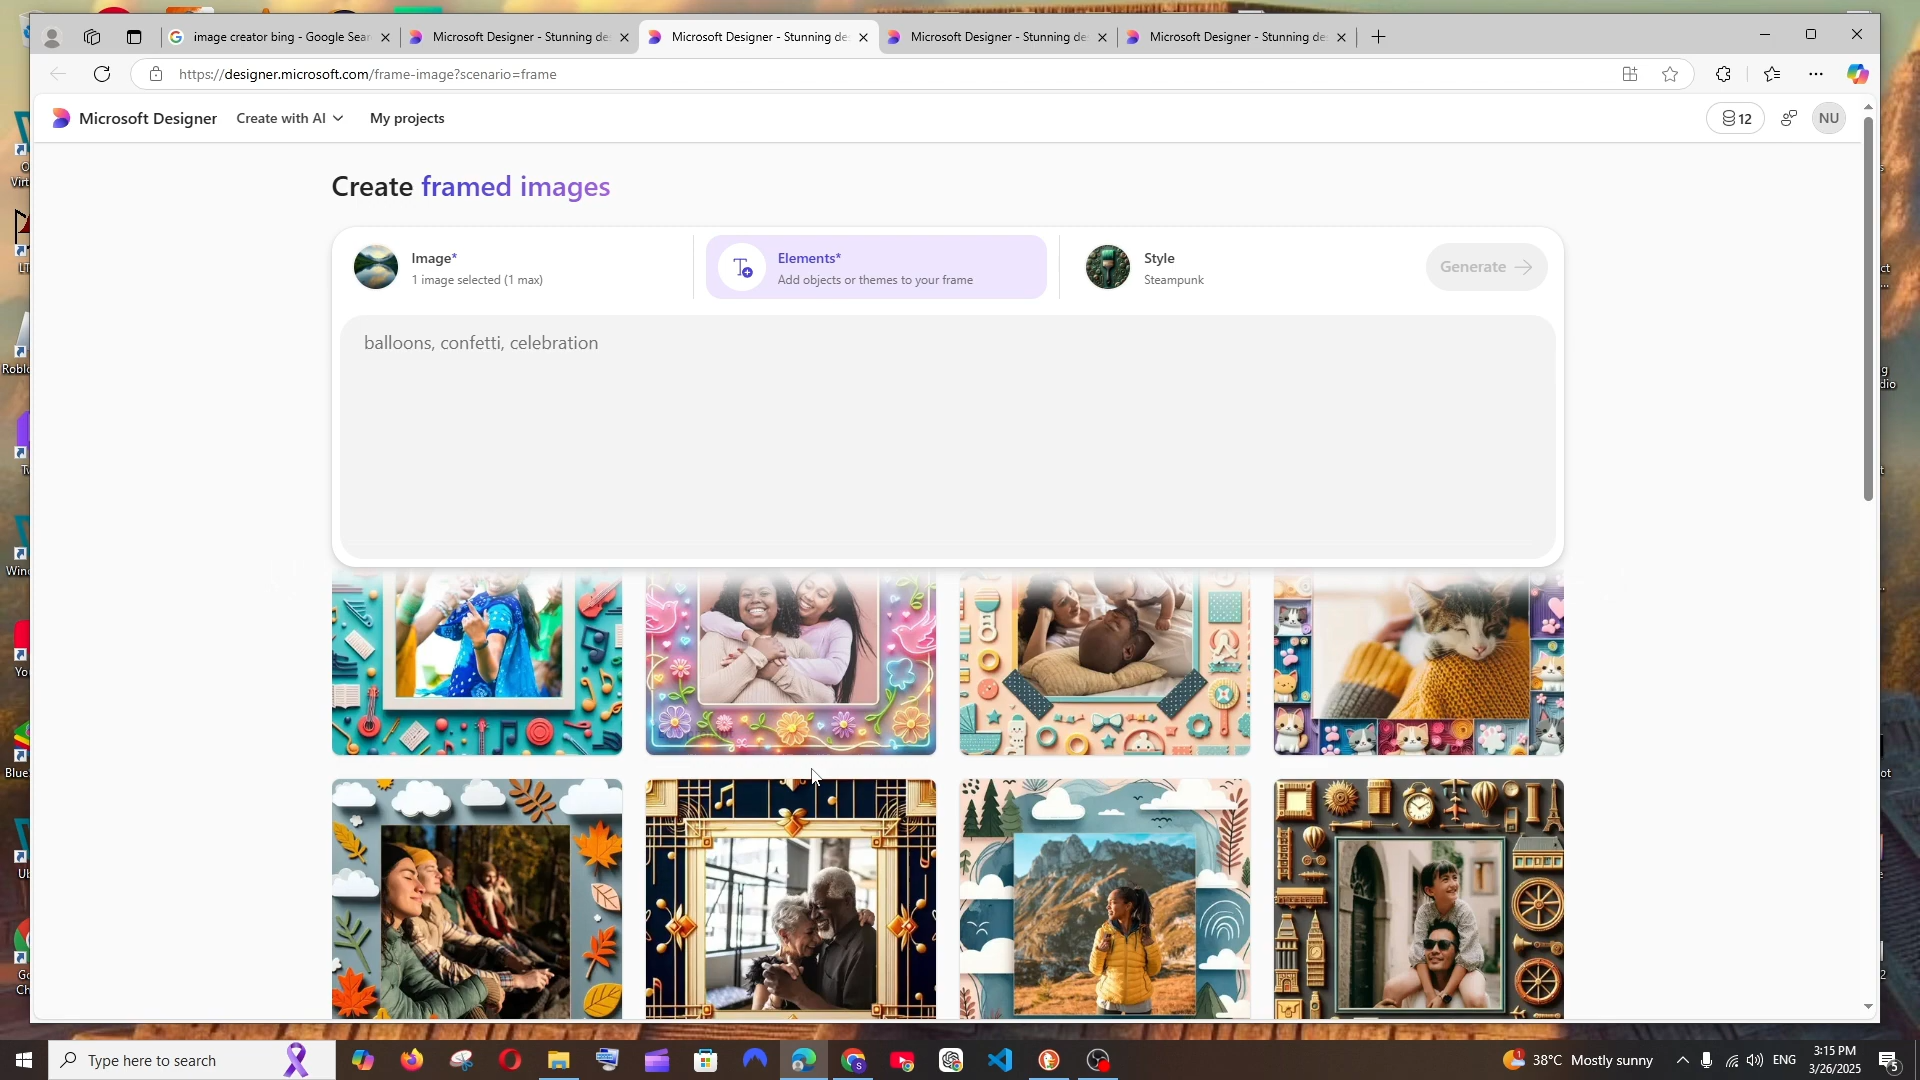 image creator bing - Google Sear
Microsoft Designer - Stunning de
Microsoft Designer - Stunning de
Microsoft Designer - Stunning de
Microsoft Designer - Stunning de
https://designer.microsoft.com/frame-image?scenario=frame
Microsoft Designer
Create with AI
My projects
12
NU
Create framed images
Image*
1 image selected (1 max)
Elements*
Add objects or themes to your frame
Style
Steampunk
Generate
balloons, confetti, celebration
Type here to search
38°C Mostly sunny
ENG
3:15 PM
3/26/2025
5